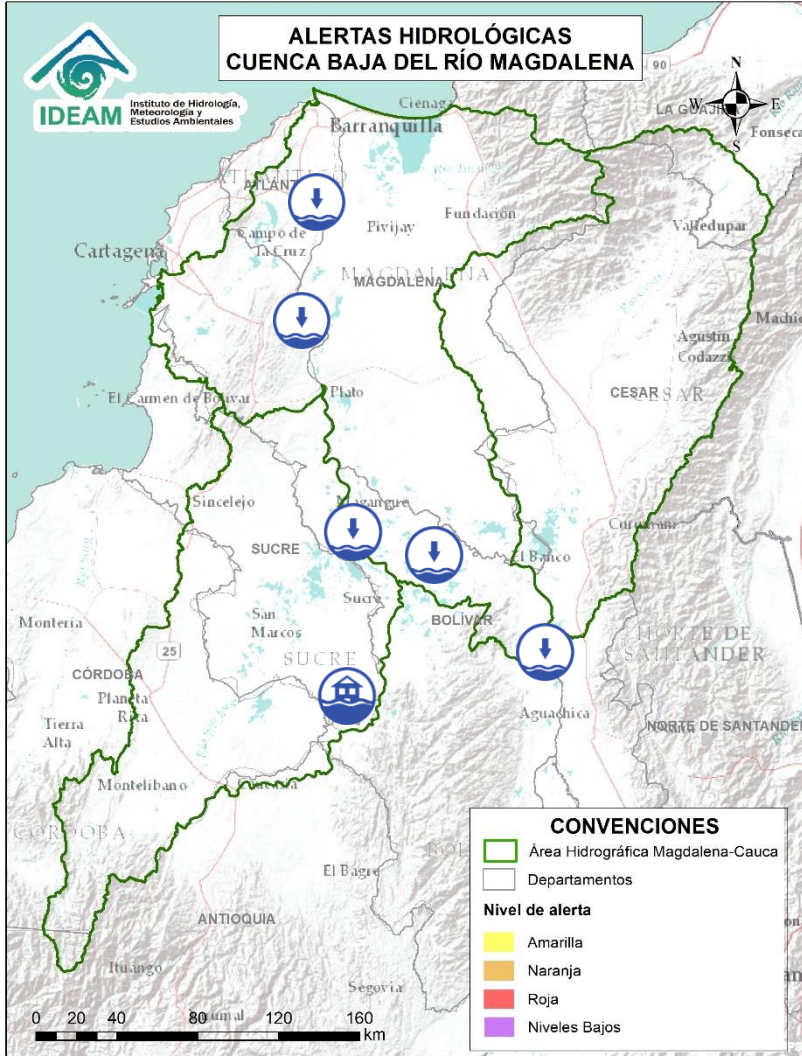 ALERTAS HIDROLÓGICAS
CUENCA BAJA DEL RÍO MAGDALENA
IDEAM
Instituto de Hidrología,
Meteorología y
Estudios Ambientales
N
W
E
S
90
Ciénaga
LA GUAJIRA
Barranquilla
Fonseca
Fundación
Pivijay
Valledupar
Campo de
la Cruz
Cartagena
MAGDALENA
MAGDALENA
Agustín
Codazzi
CESAR
CESAR
El Carmen de Bolívar
Plato
Magangué
Sincelejo
SUCRE
El Banco
Sucre
Montería
San
Marcos
BOLÍVAR
25
SUCRE
NORTE DE
SANTANDER
CÓRDOBA
Planeta
Rica
Aguachica
Tierra
Alta
NORTE DE SANTANDER
Montelíbano
CÓRDOBA
El Bagre
ANTIOQUIA
Ituango
Segovia
0 20 40 80 120 160
km
CONVENCIONES
Área Hidrográfica Magdalena-Cauca
Departamentos
Nivel de alerta
Amarilla
Naranja
Roja
Niveles Bajos